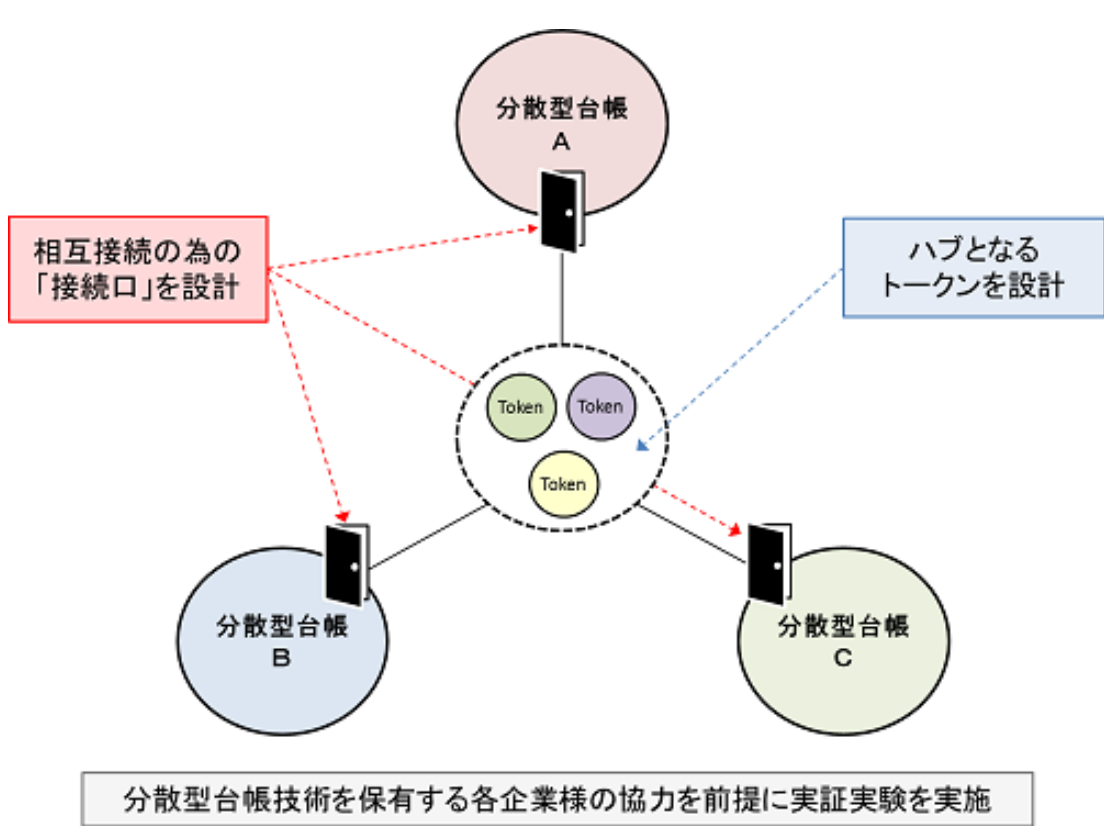 分散型台帳
A
相互接続の為の
「接続口」を設計
ハブとなる
トークンを設計
Token
Token
Token
分散型台帳
B
分散型台帳
C
分散型台帳技術を保有する各企業様の協力を前提に実証実験を実施